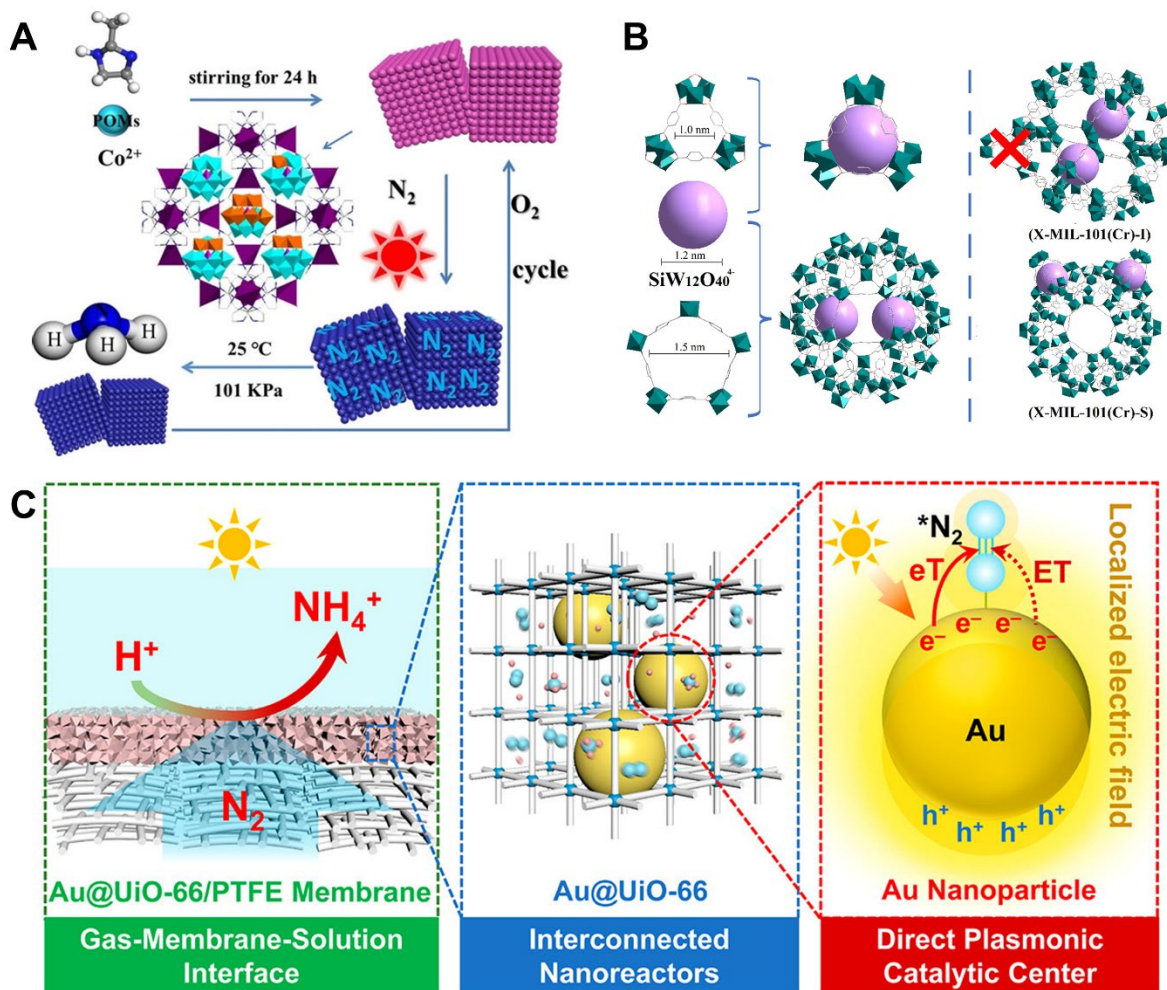 A
stirring for 24 h
POMs
Co2+
N2
O2
cycle
H
H
H
25 °C
101 KPa
N2
N2
N2
N2
N2
N2
B
1.0 nm
1.2 nm
SiW12O40 4-
1.5 nm
(X-MIL-101(Cr)-I)
(X-MIL-101(Cr)-S)
C
H+
NH4+
N2
Au@UiO-66/PTFE Membrane
Gas-Membrane-Solution
Interface
Au@UiO-66
Interconnected
Nanoreactors
*N2
eT
ET
e−
e−
e−
e−
Au
h+
h+
h+
h+
Localized electric field
Au Nanoparticle
Direct Plasmonic
Catalytic Center